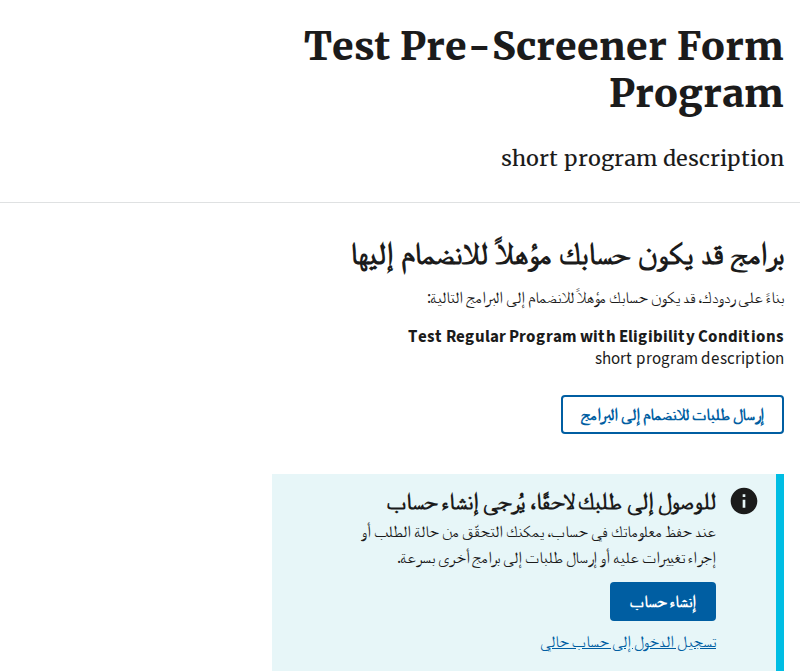 Test Pre-Screener Form
Program
short program description
برامج قد يكون حسابك مؤهلاً للانضمام إليها
بناءً على ردودك، قد يكون حسابك مؤهلاً للانضمام إلى البرامج التالية:
Test Regular Program with Eligibility Conditions
short program description
إرسال طلبات للانضمام إلى البرامج
للوصول إلى طلبك لاحقًا، يُرجى إنشاء حساب
عند حفظ معلوماتك في حساب، يمكنك التحقّق من حالة الطلب أو
إجراء تغييرات عليه أو إرسال طلبات إلى برامج أخرى بسرعة.
إنشاء حساب
تسجيل الدخول إلى حساب حالي